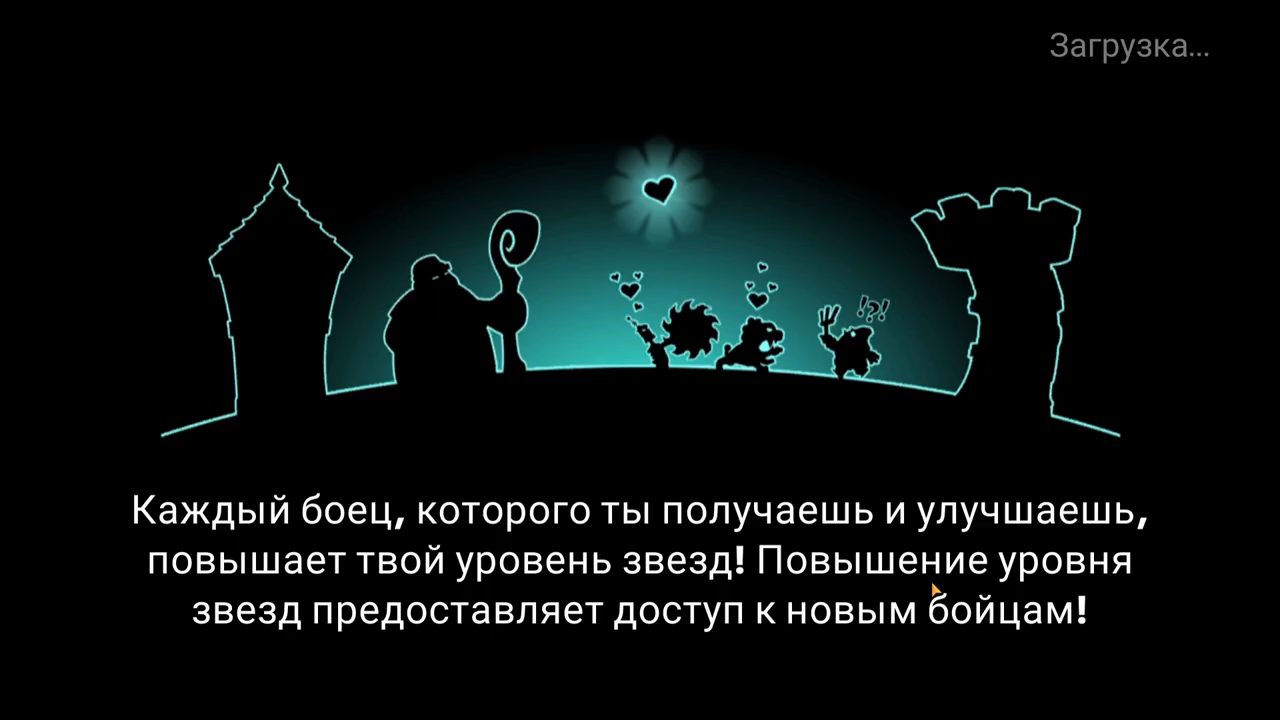 Загрузка...
!?!
Каждый боец, которого ты получаешь и улучшаешь,
повышает твой уровень звезд! Повышение уровня
звезд предоставляет доступ к новым бойцам!